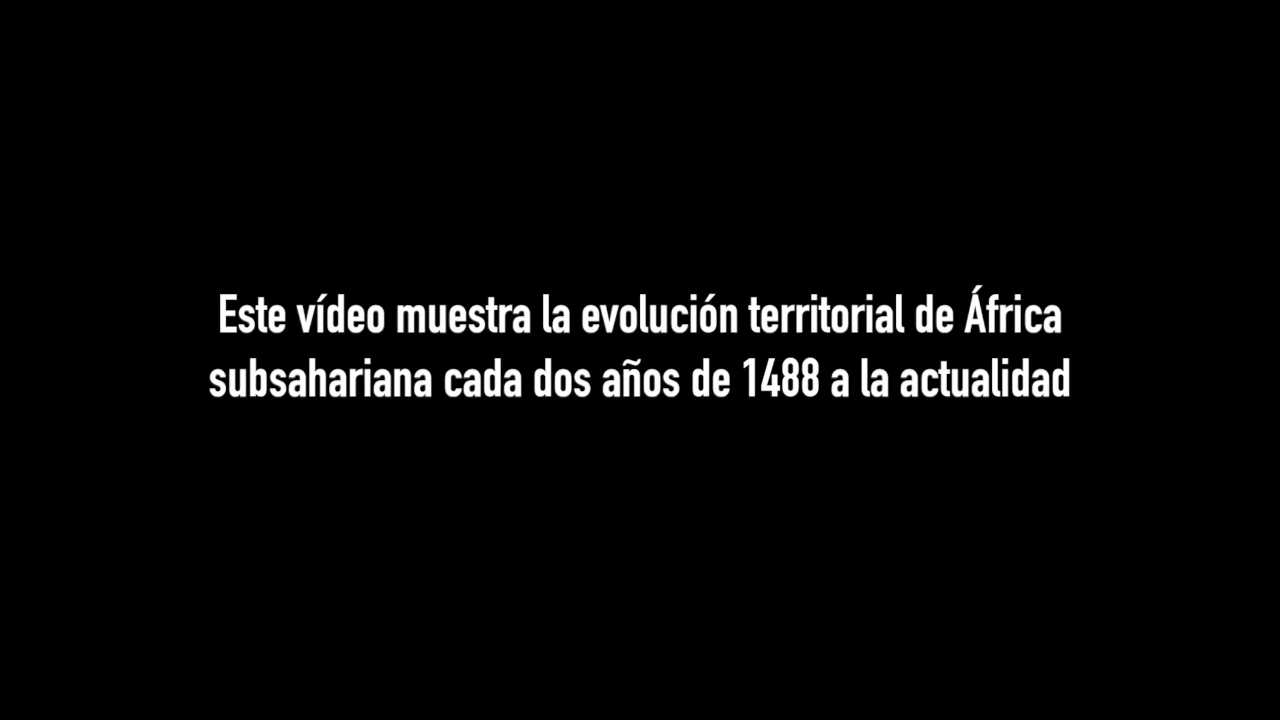 Este vídeo muestra la evolución territorial de África
subsahariana cada dos años de 1488 a la actualidad